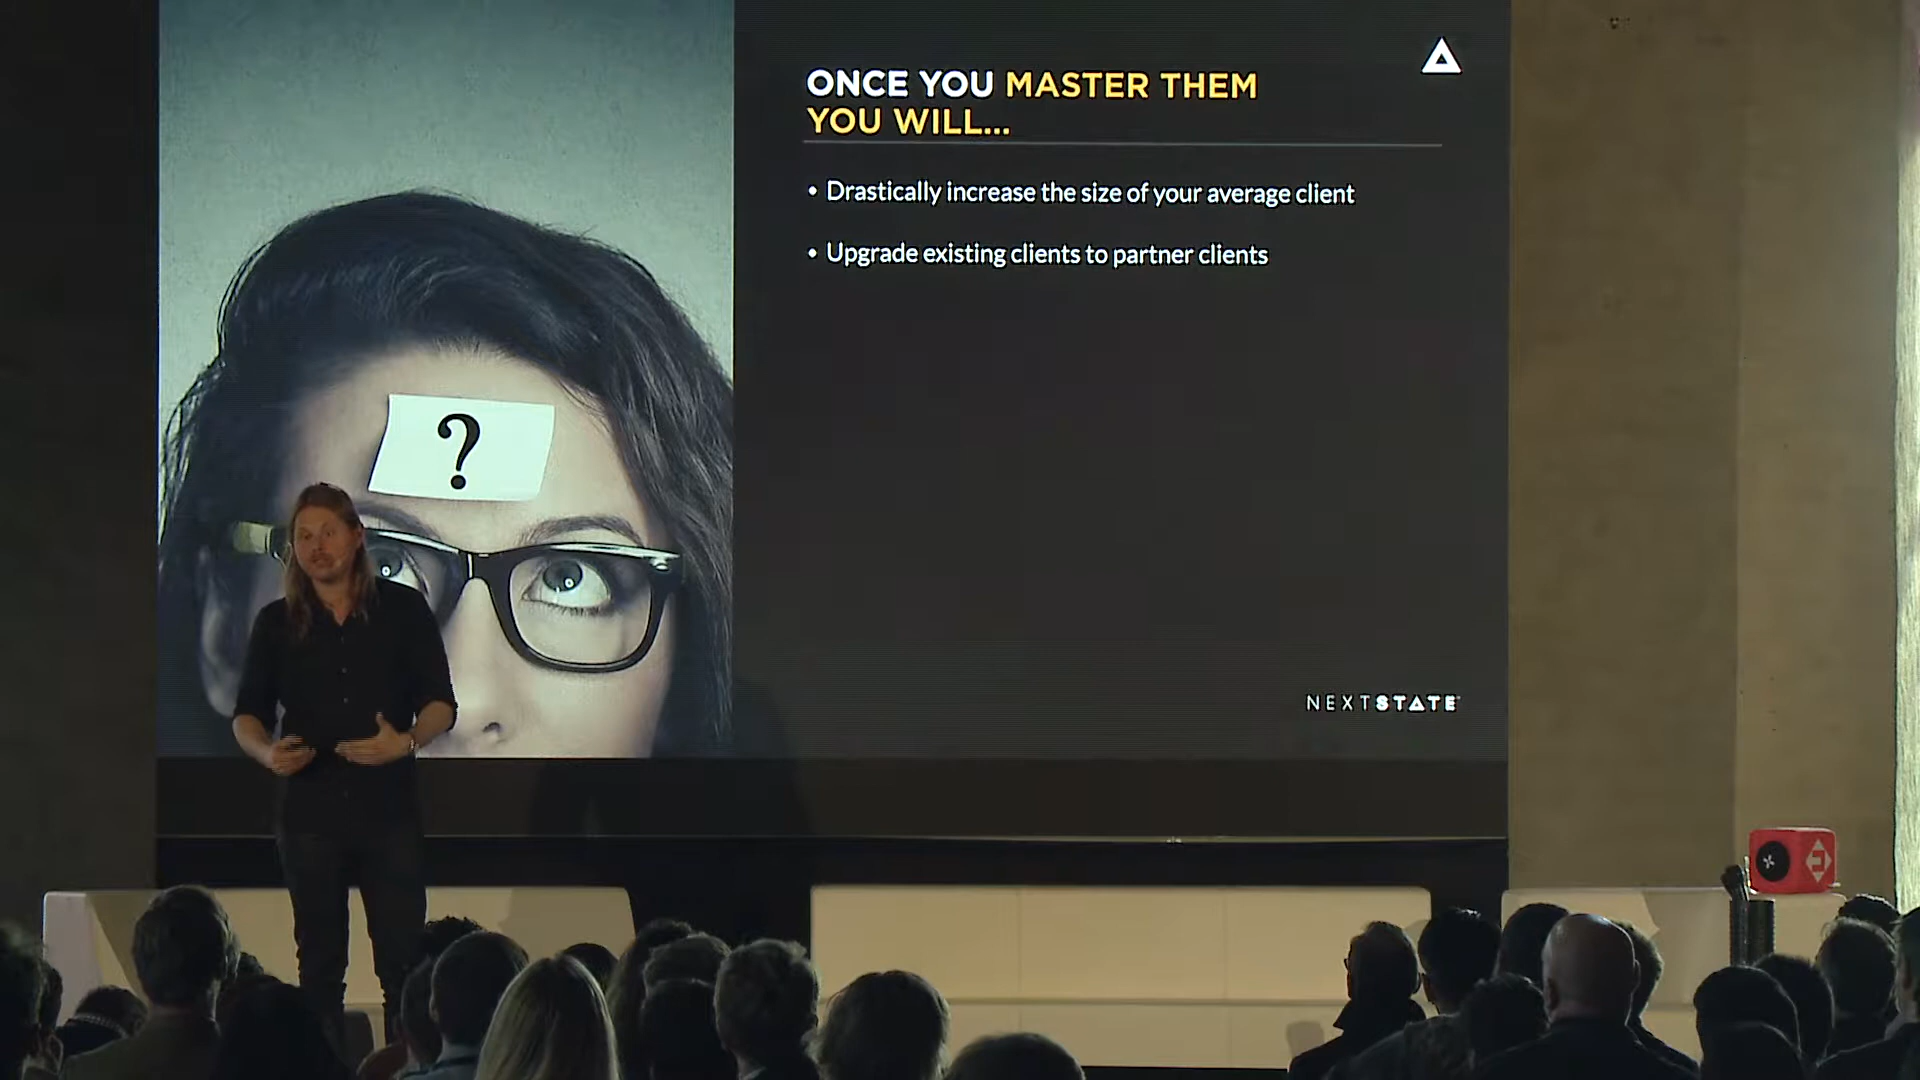 ONCE YOU MASTER THEM
YOU WILL...
• Drastically increase the size of your average client
• Upgrade existing clients to partner clients
?
NEXTSTATE